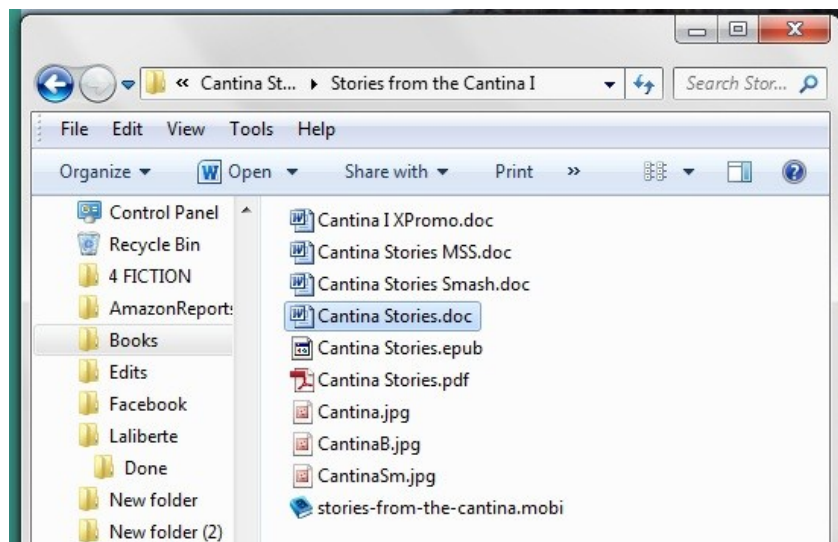 « Cantina St... Stories from the Cantina I Search Stor...
File Edit View Tools Help
Organize Open Share with Print »
Control Panel
Recycle Bin
4 FICTION
AmazonReport
Books
Edits
Facebook
Laliberte
Done
New folder
New folder (2)
Cantina I XPromo.doc
Cantina Stories MSS.doc
Cantina Stories Smash.doc
Cantina Stories.doc
Cantina Stories.epub
Cantina Stories.pdf
Cantina.jpg
CantinaB.jpg
CantinaSm.jpg
stories-from-the-cantina.mobi